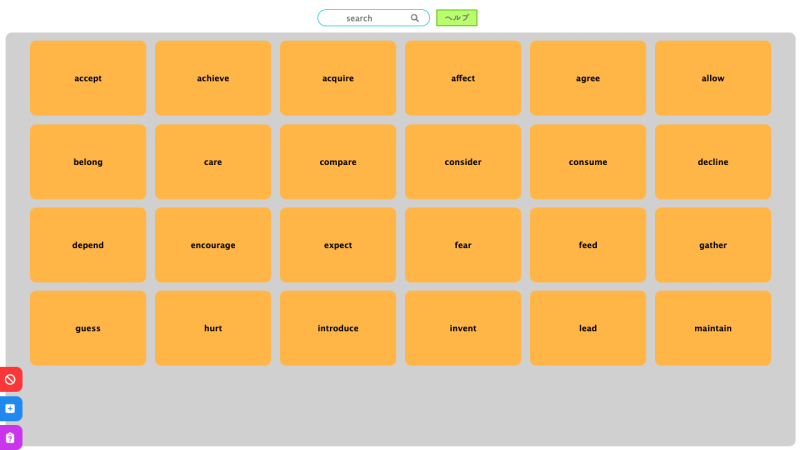 search
ヘルプ
accept
achieve
acquire
affect
agree
allow
belong
care
compare
consider
consume
decline
depend
encourage
expect
fear
feed
gather
guess
hurt
introduce
invent
lead
maintain